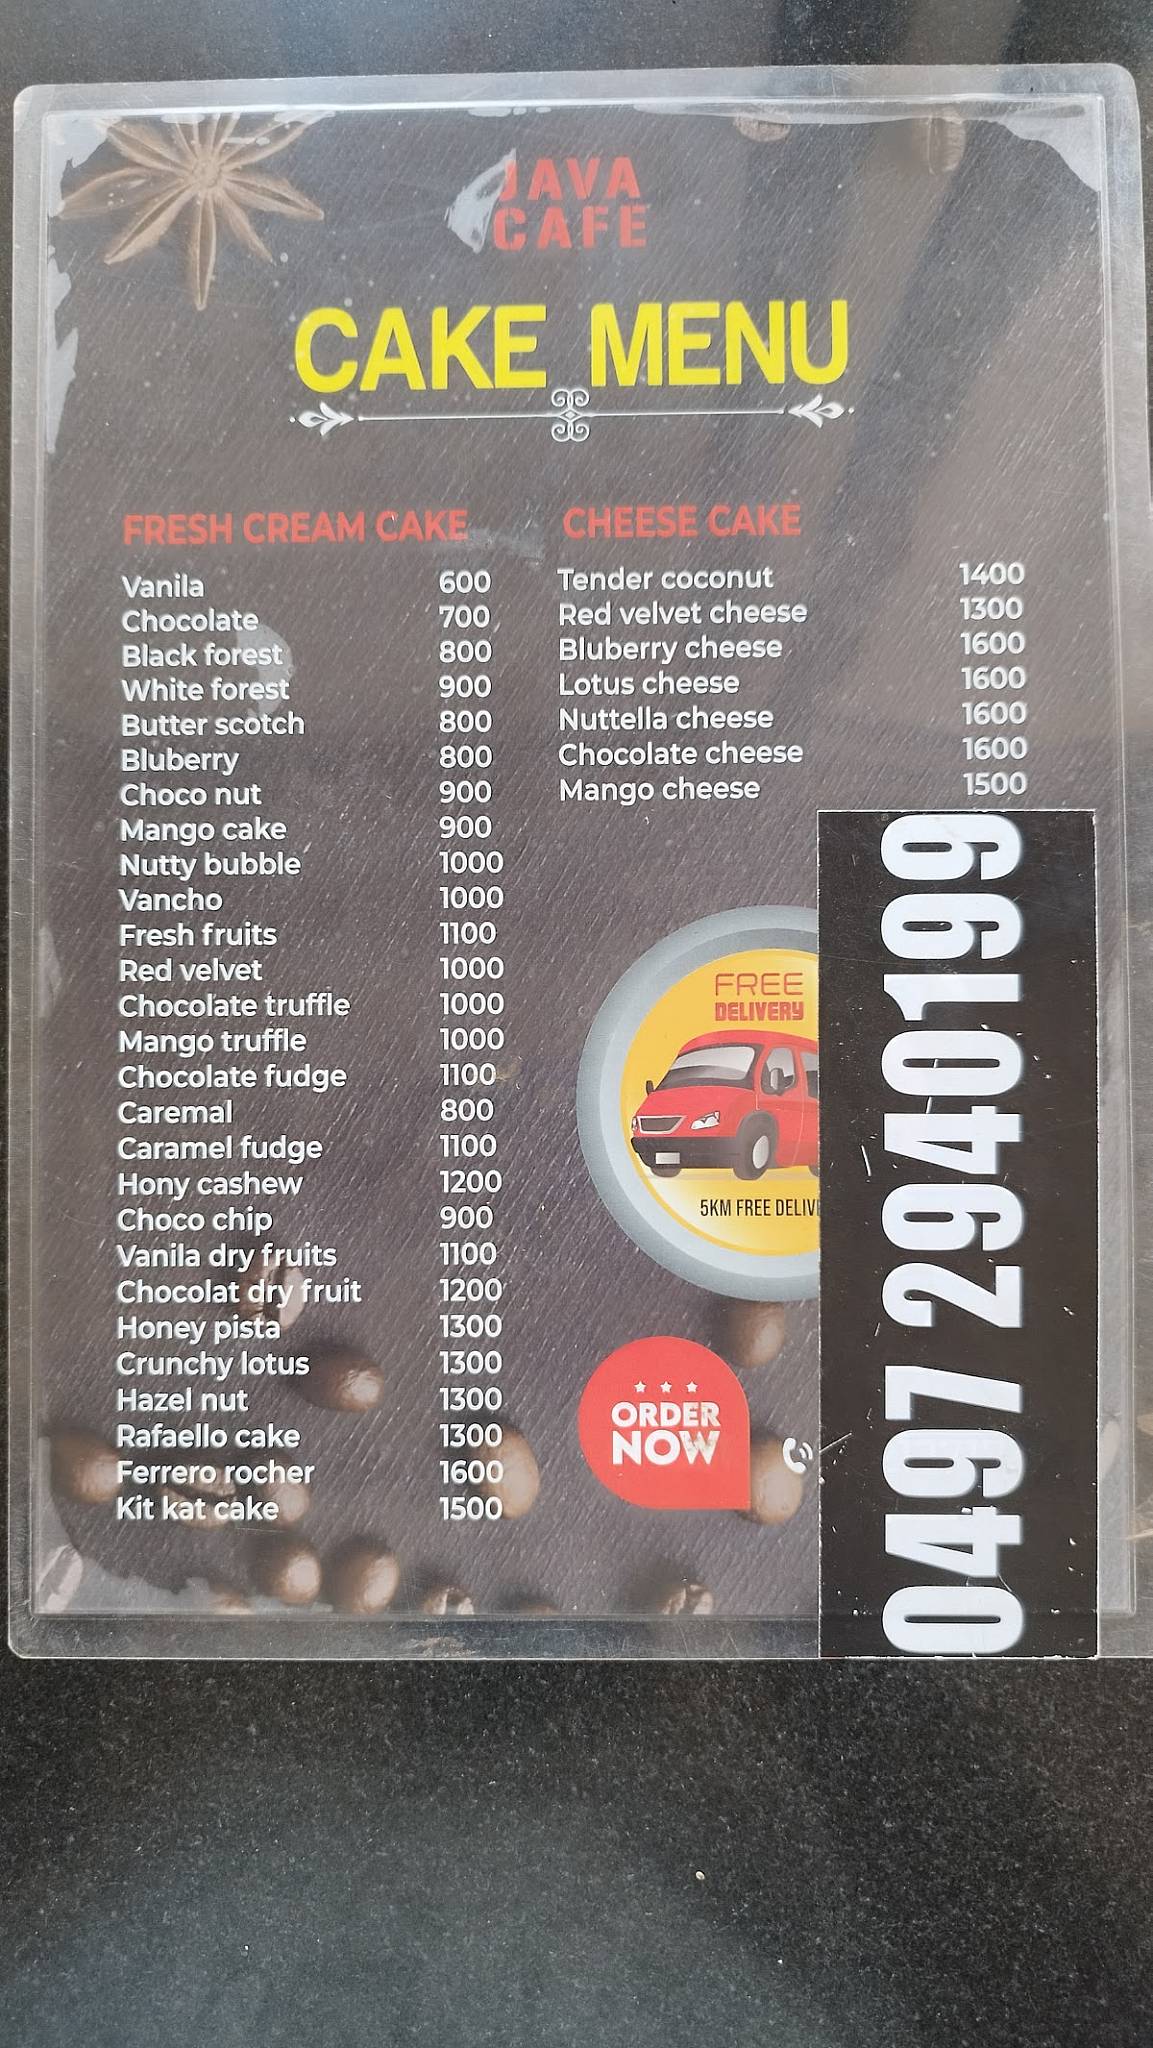 JAVA
CAFE
CAKE MENU
FRESH CREAM CAKE
Vanila 600
Chocolate 700
Black forest 800
White forest 900
Butter scotch 800
Bluberry 800
Choco nut 900
Mango cake 900
Nutty bubble 1000
Vancho 1000
Fresh fruits 1100
Red velvet 1000
Chocolate truffle 1000
Mango truffle 1000
Chocolate fudge 1100
Caremal 800
Caramel fudge 1100
Hony cashew 1200
Choco chip 900
Vanila dry fruits 1100
Chocolat dry fruit 1200
Honey pista 1300
Crunchy lotus 1300
Hazel nut 1300
Rafaello cake 1300
Ferrero rocher 1600
Kit kat cake 1500
CHEESE CAKE
Tender coconut 1400
Red velvet cheese 1300
Bluberry cheese 1600
Lotus cheese 1600
Nuttella cheese 1600
Chocolate cheese 1600
Mango cheese 1500
FREE
DELIVERY
5KM FREE DELIVE
ORDER
NOW
0497 2940199